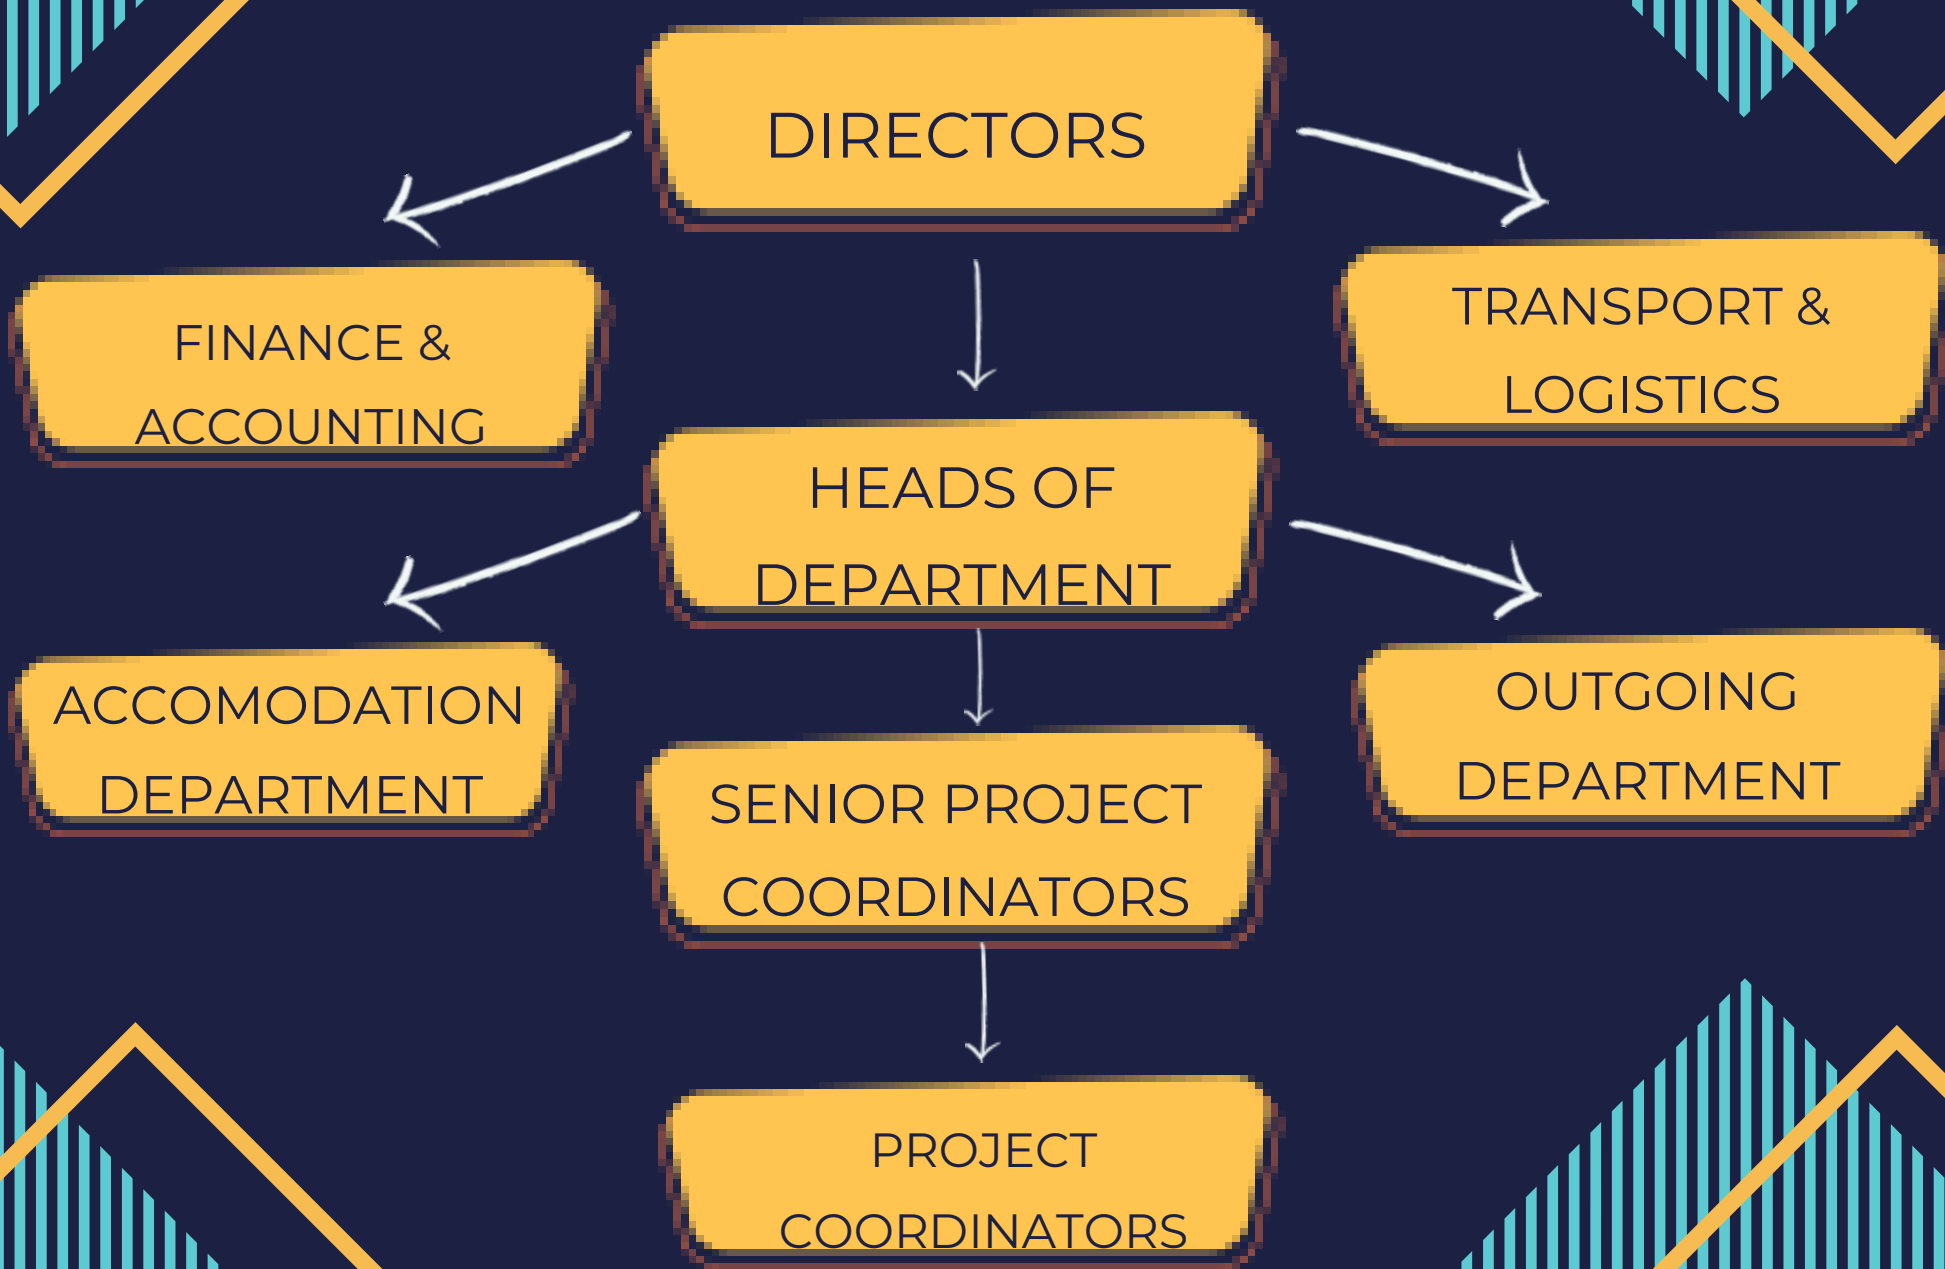 DIRECTORS
FINANCE &
ACCOUNTING
TRANSPORT &
LOGISTICS
HEADS OF
DEPARTMENT
ACCOMODATION
DEPARTMENT
OUTGOING
DEPARTMENT
SENIOR PROJECT
COORDINATORS
PROJECT
COORDINATORS